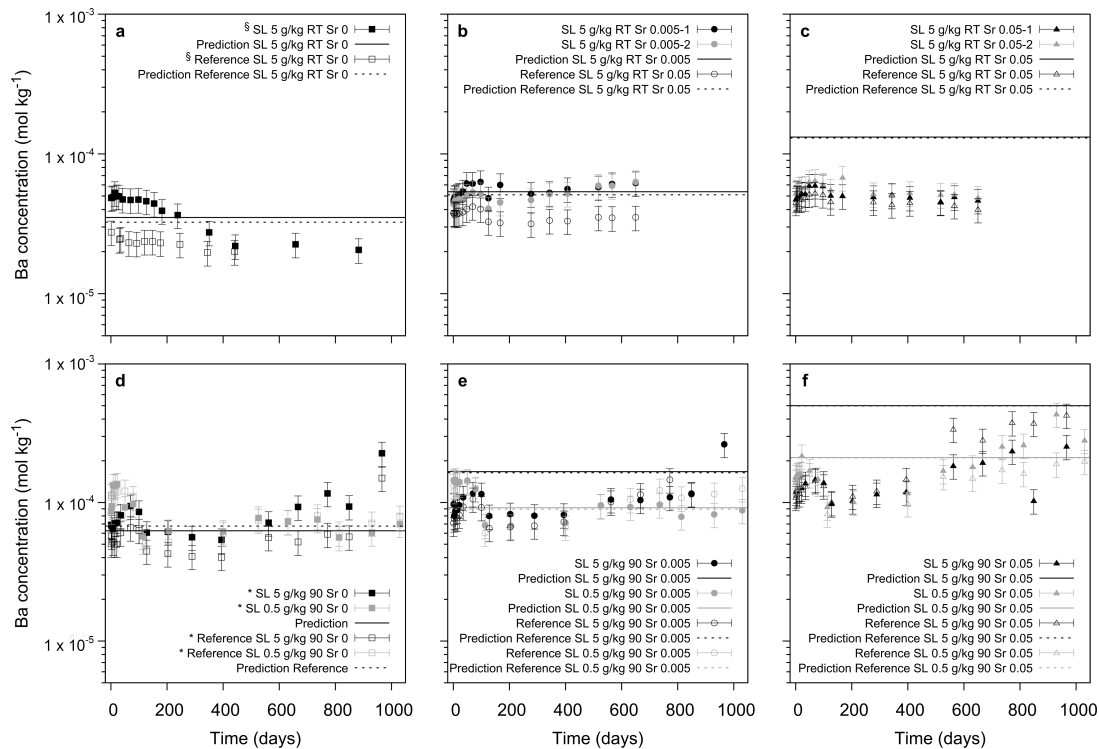 1 x 10⁻³
1 x 10⁻⁴
1 x 10⁻⁵
Ba concentration (mol kg⁻¹)
a
§ SL 5 g/kg RT Sr 0
Prediction SL 5 g/kg RT Sr 0
§ Reference SL 5 g/kg RT Sr 0
Prediction Reference SL 5 g/kg RT Sr 0
b
SL 5 g/kg RT Sr 0.005-1
SL 5 g/kg RT Sr 0.005-2
Prediction SL 5 g/kg RT Sr 0.005
Reference SL 5 g/kg RT Sr 0.05
Prediction Reference SL 5 g/kg RT Sr 0.05
c
SL 5 g/kg RT Sr 0.05-1
SL 5 g/kg RT Sr 0.05-2
Prediction SL 5 g/kg RT Sr 0.05
Reference SL 5 g/kg RT Sr 0.05
Prediction Reference SL 5 g/kg RT Sr 0.05
1 x 10⁻³
1 x 10⁻⁴
1 x 10⁻⁵
Ba concentration (mol kg⁻¹)
d
* SL 5 g/kg 90 Sr 0
* SL 0.5 g/kg 90 Sr 0
Prediction
* Reference SL 5 g/kg 90 Sr 0
* Reference SL 0.5 g/kg 90 Sr 0
Prediction Reference
0 200 400 600 800 1000
Time (days)
e
SL 5 g/kg 90 Sr 0.005
Prediction SL 5 g/kg 90 Sr 0.005
SL 0.5 g/kg 90 Sr 0.005
Prediction SL 0.5 g/kg 90 Sr 0.005
Reference SL 5 g/kg 90 Sr 0.005
Prediction Reference SL 5 g/kg 90 Sr 0.005
Reference SL 0.5 g/kg 90 Sr 0.005
Prediction Reference SL 0.5 g/kg 90 Sr 0.005
0 200 400 600 800 1000
Time (days)
f
SL 5 g/kg 90 Sr 0.05
Prediction SL 5 g/kg 90 Sr 0.05
SL 0.5 g/kg 90 Sr 0.05
Prediction SL 0.5 g/kg 90 Sr 0.05
Reference SL 5 g/kg 90 Sr 0.05
Prediction Reference SL 5 g/kg 90 Sr 0.05
Reference SL 0.5 g/kg 90 Sr 0.05
Prediction Reference SL 0.5 g/kg 90 Sr 0.05
0 200 400 600 800 1000
Time (days)